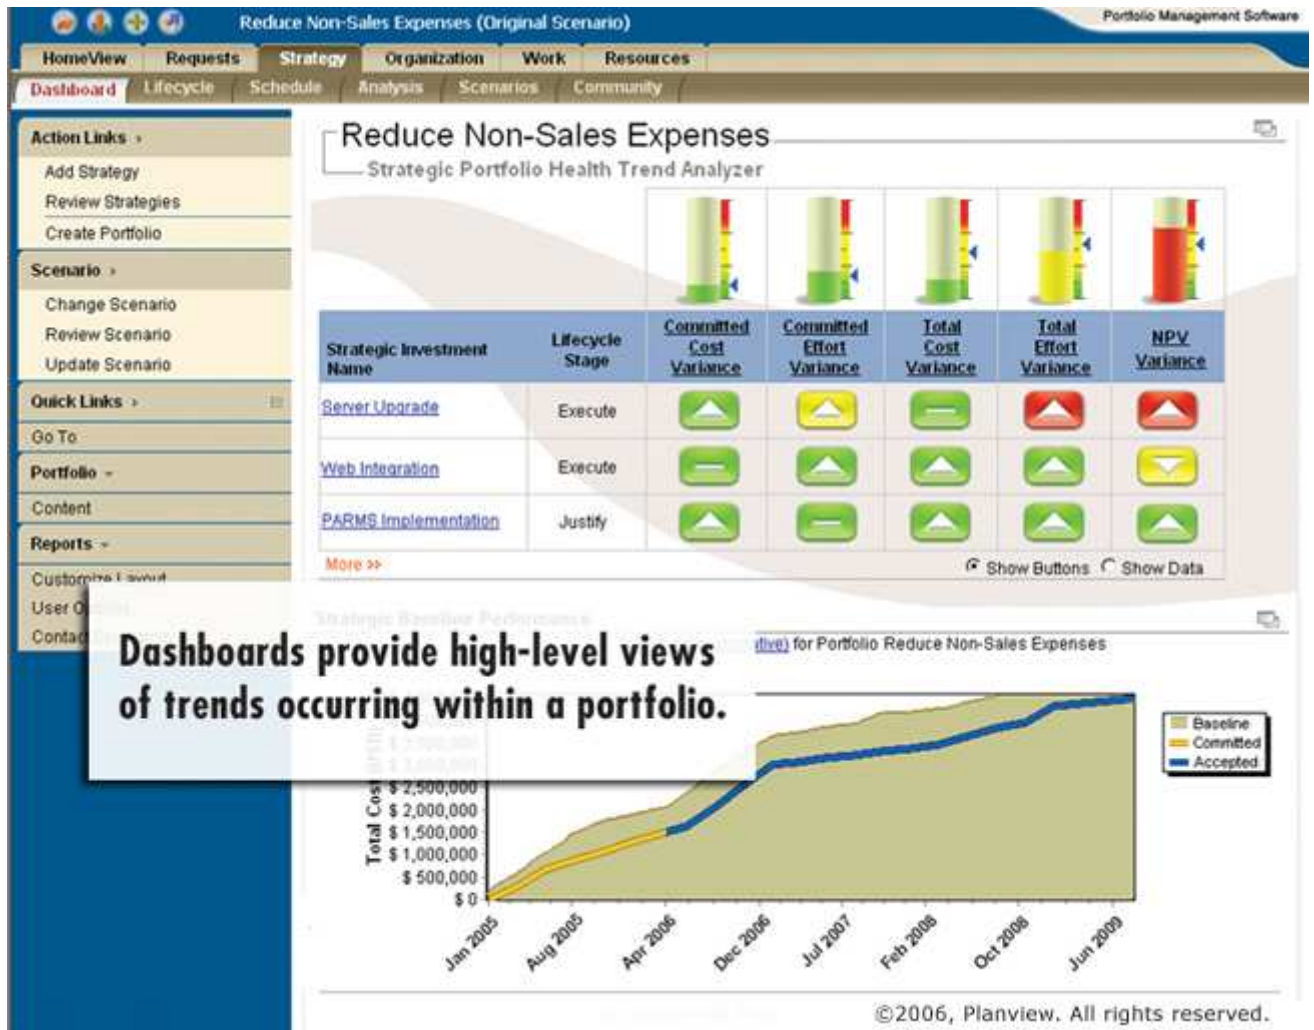 Reduce Non-Sales Expenses (Original Scenario)
Portfolio Management Software
HomeView Requests Strategy Organization Work Resources
Dashboard Lifecycle Schedule Analysis Scenarios Community
Action Links
Add Strategy
Review Strategies
Create Portfolio
Scenario
Change Scenario
Review Scenario
Update Scenario
Quick Links
Go To
Portfolio
Content
Reports
Customize Layout
User
Reduce Non-Sales Expenses
Strategic Portfolio Health Trend Analyzer
Strategic Investment Name
Lifecycle Stage
Committed Cost Variance
Committed Effort Variance
Total Cost Variance
Total Effort Variance
NPV Variance
Server Upgrade Execute
Web Integration Execute
PARMS Implementation Justify
More >>
Show Buttons Show Data
Strategic Baseline Performance
for Portfolio Reduce Non-Sales Expenses
Dashboards provide high-level views
of trends occurring within a portfolio.
Total Cost
$ 2,500,000
$ 2,000,000
$ 1,500,000
$ 1,000,000
$ 500,000
$ 0
Jan 2005 Aug 2005 Apr 2006 Dec 2006 Jul 2007 Feb 2008 Oct 2008 Jun 2009
Baseline
Committed
Accepted
©2006, Planview. All rights reserved.